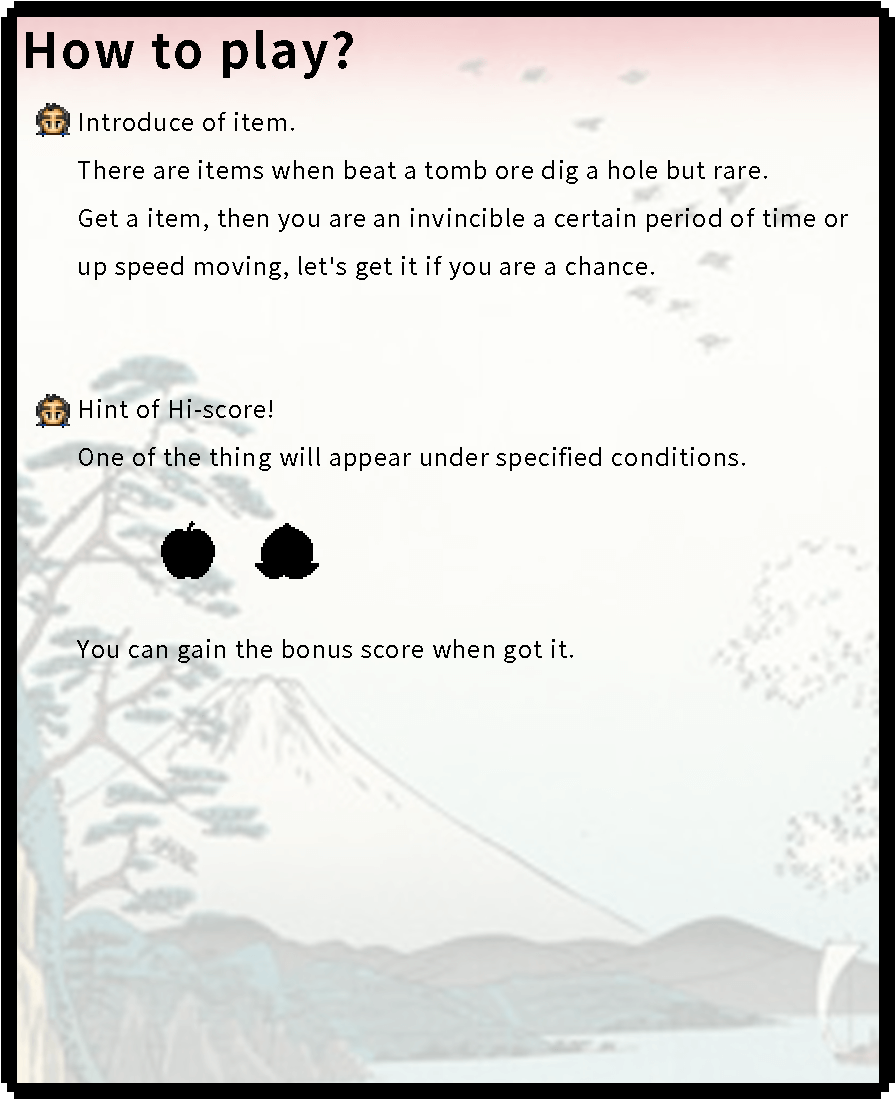 How to play?
Introduce of item.
There are items when beat a tomb ore dig a hole but rare.
Get a item, then you are an invincible a certain period of time or
up speed moving, let's get it if you are a chance.
Hint of Hi-score!
One of the thing will appear under specified conditions.
You can gain the bonus score when got it.